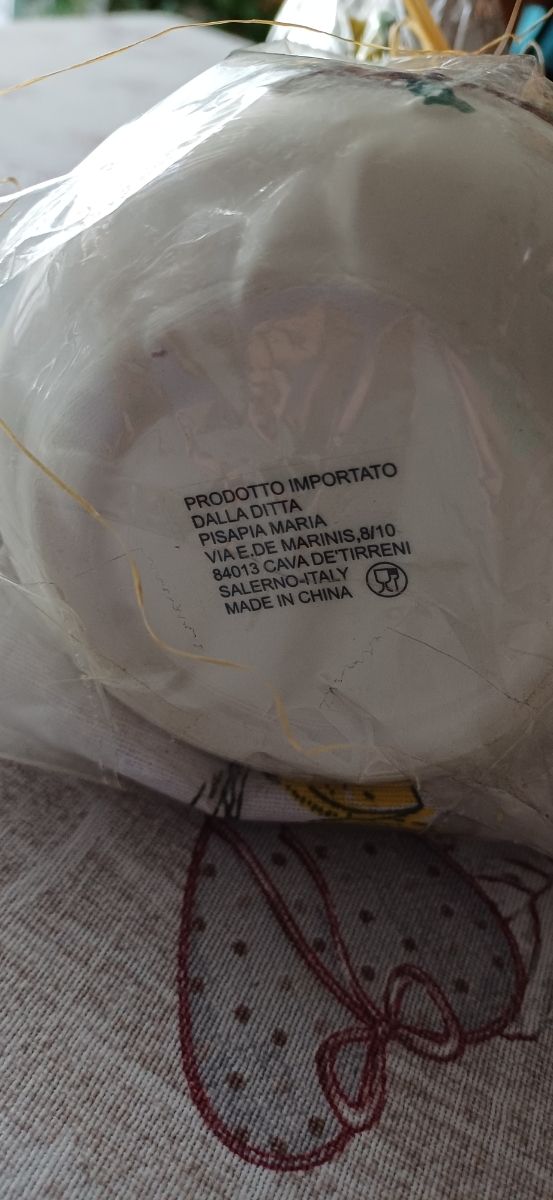 PRODOTTO IMPORTATO
DALLA DITTA
PISAPIA MARIA
VIA E.DE MARINIS,8/10
84013 CAVA DE'TIRRENI
SALERNO-ITALY
MADE IN CHINA